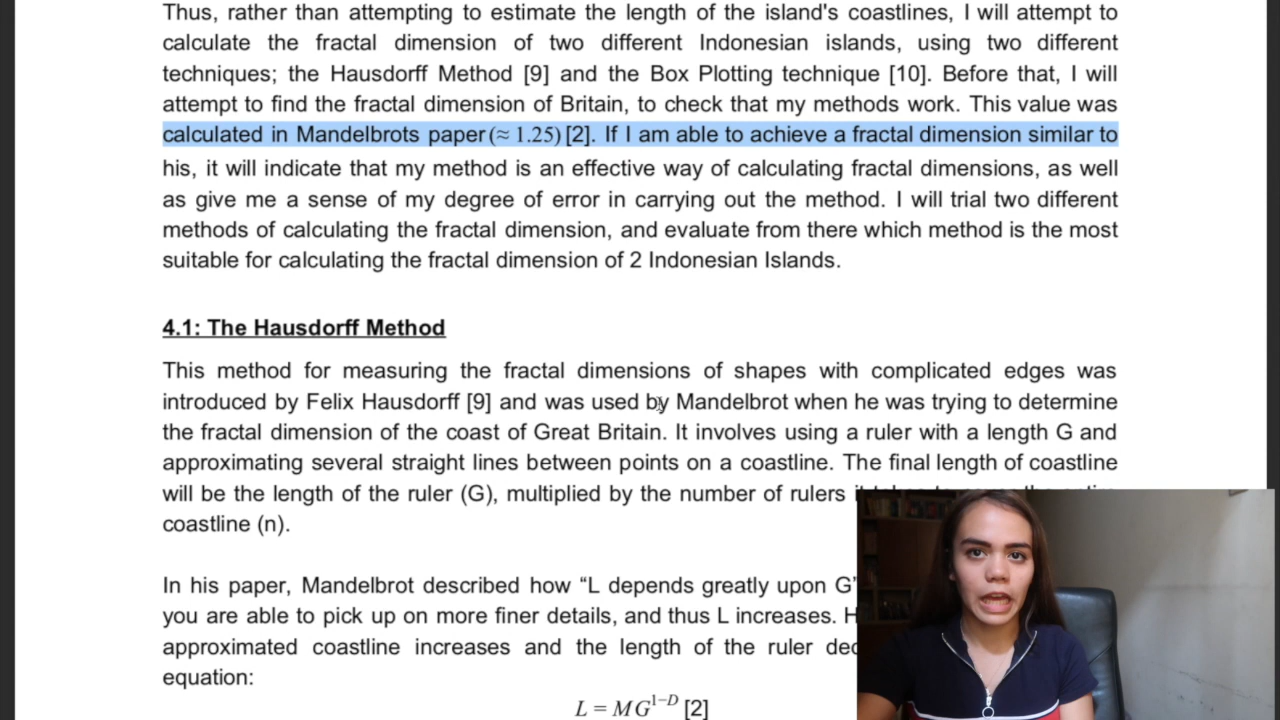 Thus, rather than attempting to estimate the length of the island's coastlines, I will attempt to
calculate the fractal dimension of two different Indonesian islands, using two different
techniques; the Hausdorff Method [9] and the Box Plotting technique [10]. Before that, I will
attempt to find the fractal dimension of Britain, to check that my methods work. This value was
calculated in Mandelbrots paper (≈ 1.25) [2]. If I am able to achieve a fractal dimension similar to
his, it will indicate that my method is an effective way of calculating fractal dimensions, as well
as give me a sense of my degree of error in carrying out the method. I will trial two different
methods of calculating the fractal dimension, and evaluate from there which method is the most
suitable for calculating the fractal dimension of 2 Indonesian Islands.
4.1: The Hausdorff Method
This method for measuring the fractal dimensions of shapes with complicated edges was
introduced by Felix Hausdorff [9] and was used by Mandelbrot when he was trying to determine
the fractal dimension of the coast of Great Britain. It involves using a ruler with a length G and
approximating several straight lines between points on a coastline. The final length of coastline
will be the length of the ruler (G), multiplied by the number of rulers
coastline (n).
In his paper, Mandelbrot described how “L depends greatly upon G”
you are able to pick up on more finer details, and thus L increases.
approximated coastline increases and the length of the ruler
equation:
L = MG^{1−D} [2]